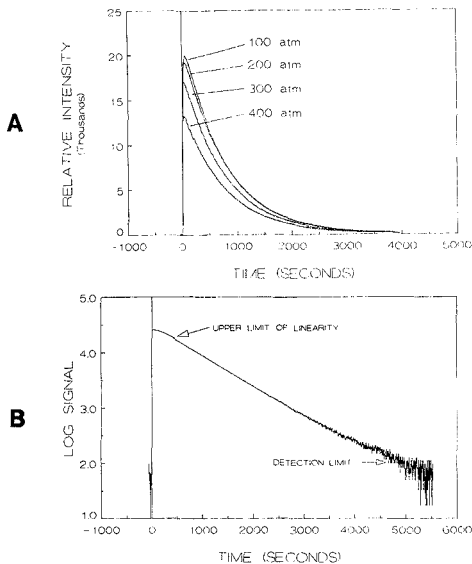 A
RELATIVE INTENSITY
(Thousands)
25
20
15
10
5
0
100 atm
200 atm
300 atm
400 atm
-1000 0 1000 2000 3000 4000 5000
TIME (SECONDS)
B
LOG SIGNAL
5.0
4.0
3.0
2.0
1.0
UPPER LIMIT OF LINEARITY
DETECTION LIMIT
-1000 0 1000 2000 3000 4000 5000 6000
TIME (SECONDS)